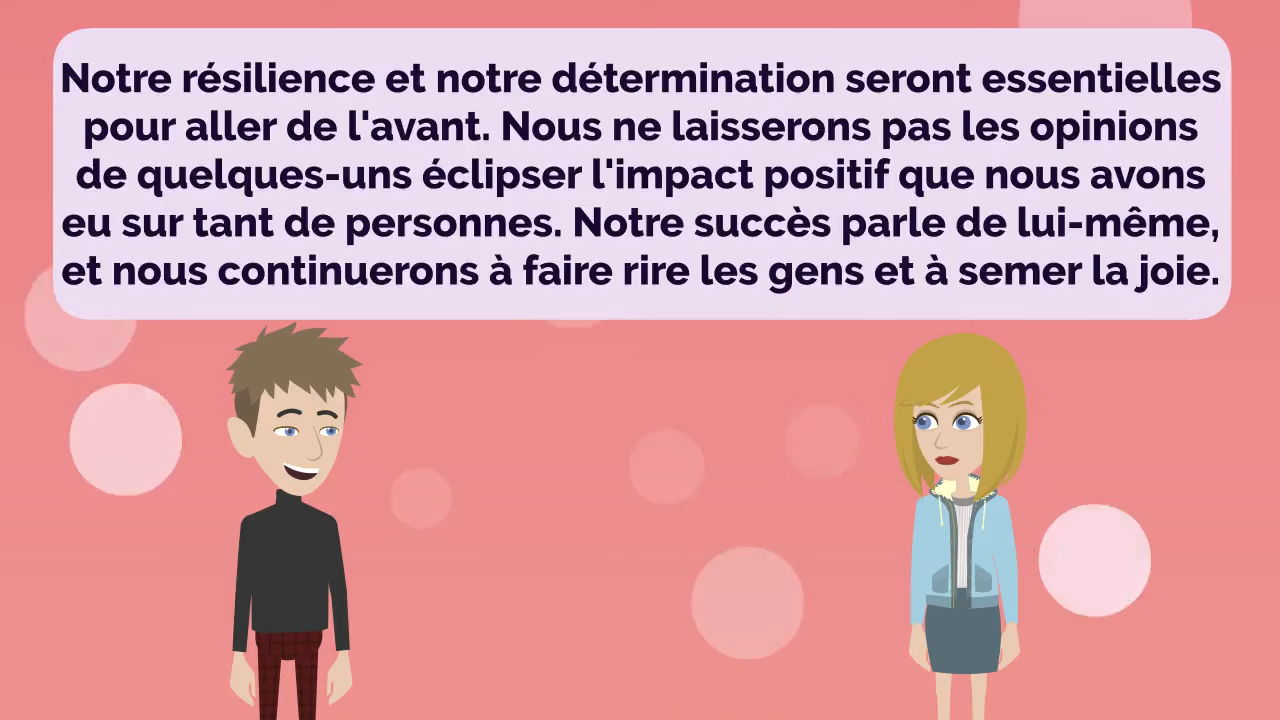 Notre résilience et notre détermination seront essentielles
pour aller de l'avant. Nous ne laisserons pas les opinions
de quelques-uns éclipser l'impact positif que nous avons
eu sur tant de personnes. Notre succès parle de lui-même,
et nous continuerons à faire rire les gens et à semer la joie.